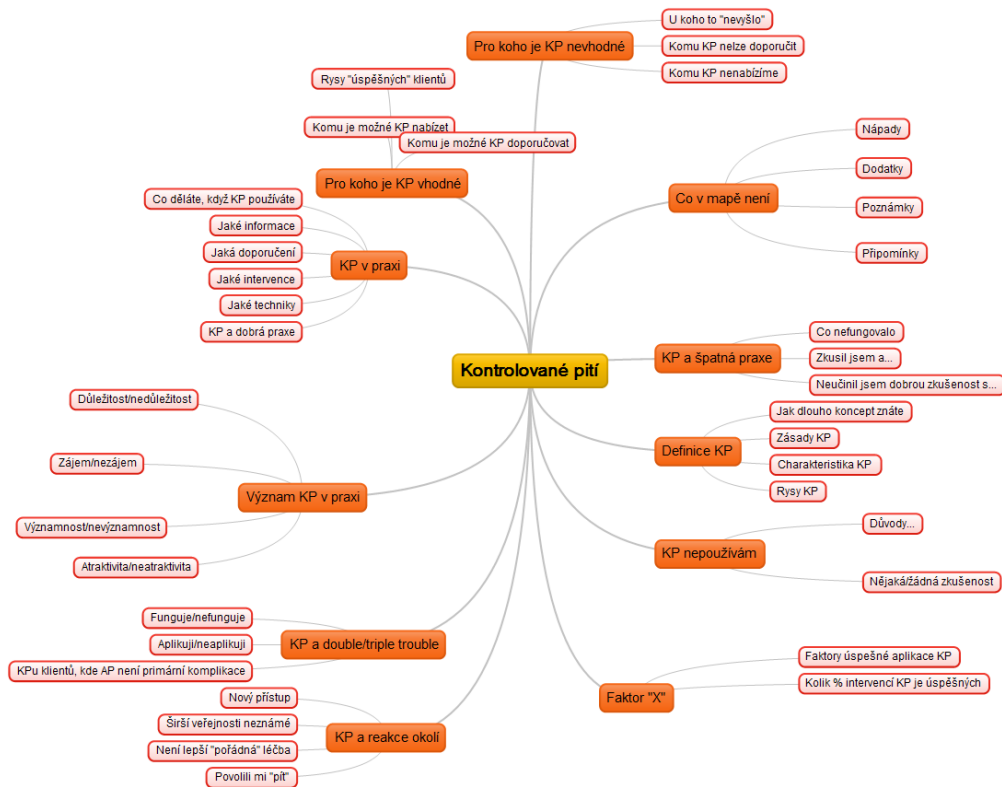 Kontrolované pití
Pro koho je KP nevhodné
U koho to "nevyšlo"
Komu KP nelze doporučit
Komu KP nenabízíme
Co v mapě není
Nápady
Dodatky
Poznámky
Připomínky
KP a špatná praxe
Co nefungovalo
Zkusil jsem a...
Neučinil jsem dobrou zkušenost s...
Definice KP
Jak dlouho koncept znáte
Zásady KP
Charakteristika KP
Rysy KP
KP nepoužívám
Důvody...
Nějaká/žádná zkušenost
Faktor "X"
Faktory úspešné aplikace KP
Kolik % intervencí KP je úspěšných
Pro koho je KP vhodné
Rysy "úspěšných" klientů
Komu je možné KP nabízet
Komu je možné KP doporučovat
KP v praxi
Co děláte, když KP používáte
Jaké informace
Jaká doporučení
Jaké intervence
Jaké techniky
KP a dobrá praxe
Význam KP v praxi
Důležitost/nedůležitost
Zájem/nezájem
Významnost/nevýznamnost
Atraktivita/neatraktivita
KP a double/triple trouble
Funguje/nefunguje
Aplikuji/neaplikuji
KPu klientů, kde AP není primární komplikace
KP a reakce okolí
Nový přístup
Širší veřejnosti neznámé
Není lepší "pořádná" léčba
Povolili mi "pít"